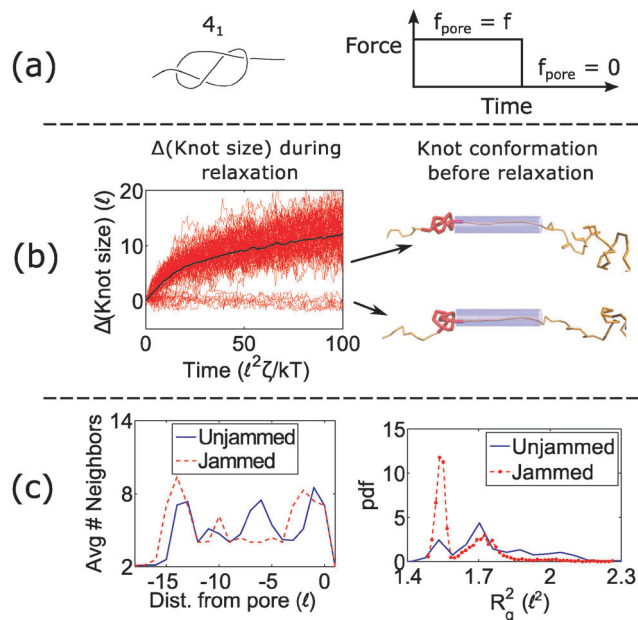 (a)
4₁
Force
f_pore = f
f_pore = 0
Time
(b)
Δ(Knot size) during
relaxation
Knot conformation
before relaxation
Δ(Knot size) (ℓ)
20
10
0
0 50 100
Time (ℓ²ζ/kT)
(c)
Avg # Neighbors
14
8
2
Unjammed
Jammed
-15 -10 -5 0
Dist. from pore (ℓ)
pdf
15
10
5
0
Unjammed
Jammed
1.4 1.7 2 2.3
R_g² (ℓ²)